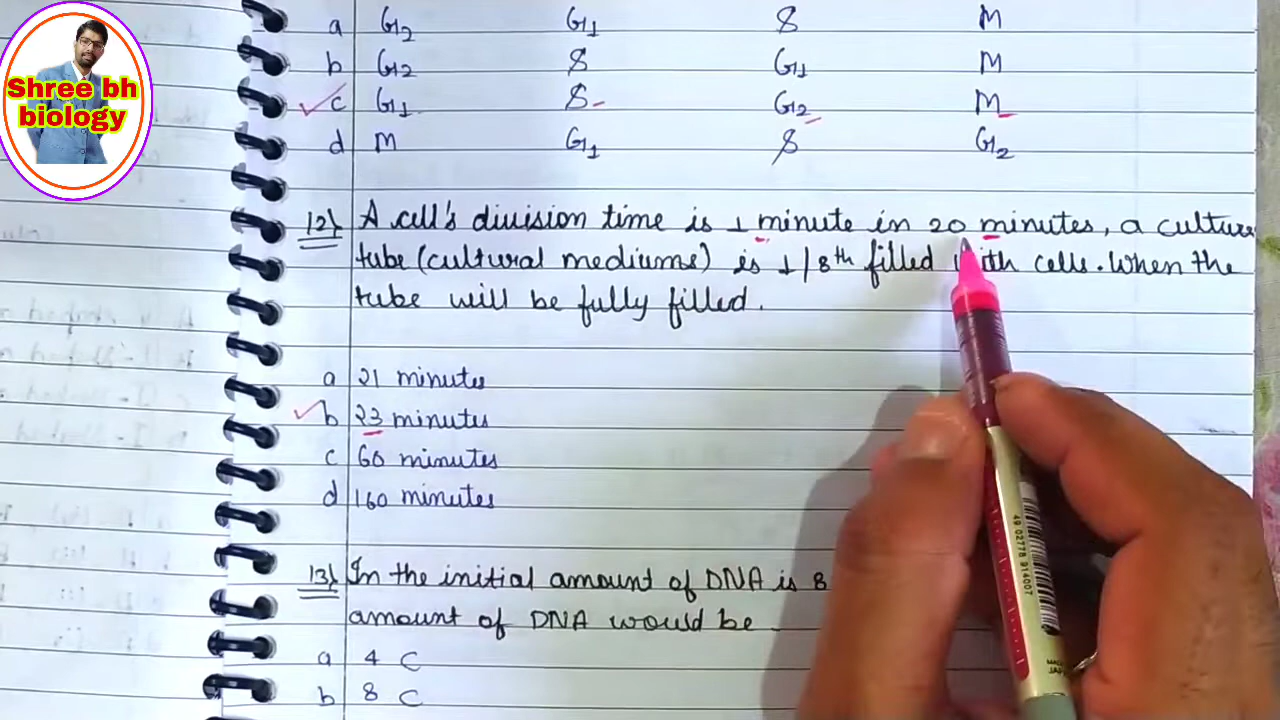 Shree bh
biology
a G2 G1 S M
b G2 S G1 M
c G1 S G2 M
d M G1 S G2
12} A cell's division time is 1 minute in 20 minutes, a culture
tube (cultural mediums) is 1/8th filled with cells. When the
tube will be fully filled.
a 21 minutes
b 23 minutes
c 60 minutes
d 160 minutes
13} In the initial amount of DNA is 8
amount of DNA would be
a 4 C
b 8 C
49 02778 914007